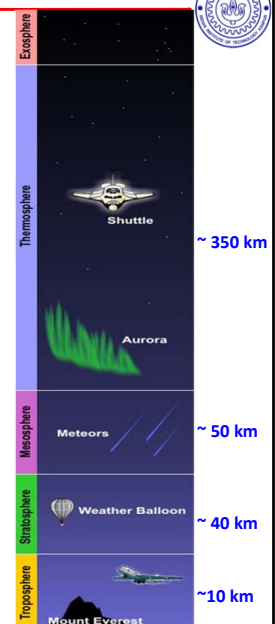 Exosphere
Thermosphere
Shuttle
~ 350 km
Aurora
Mesosphere
Meteors
~ 50 km
Stratosphere
Weather Balloon
~ 40 km
Troposphere
~10 km
Mount Everest